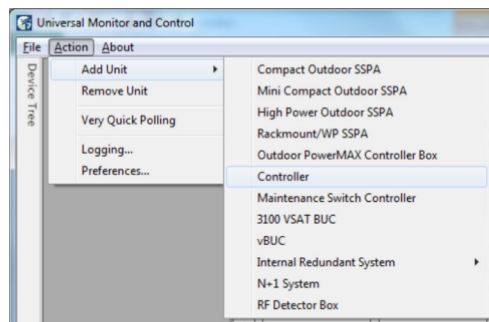 Universal Monitor and Control
File Action About
Device Tree
Add Unit
Remove Unit
Very Quick Polling
Logging...
Preferences...
Compact Outdoor SSPA
Mini Compact Outdoor SSPA
High Power Outdoor SSPA
Rackmount/WP SSPA
Outdoor PowerMAX Controller Box
Controller
Maintenance Switch Controller
3100 VSAT BUC
vBUC
Internal Redundant System
N+1 System
RF Detector Box